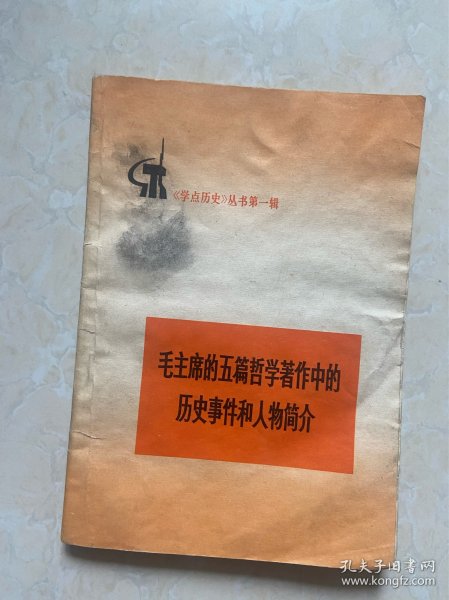 《学点历史》丛书第一辑
毛主席的五篇哲学著作中的
历史事件和人物简介
孔夫子旧书网
www.kongfz.com